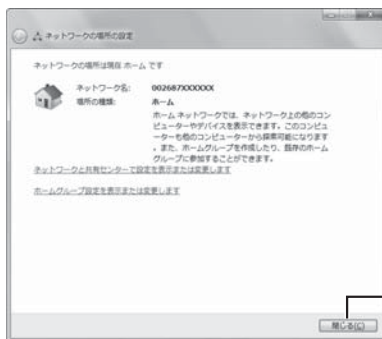 ネットワークの場所の設定
ネットワークの場所は現在 ホーム です
ネットワーク名: 002687XXXXXX
場所の種類: ホーム
ホーム ネットワークでは、ネットワーク上の他のコン
ピューターやデバイスを表示できます。このコンピュ
ーターも他のコンピューターから探索可能になります
。また、ホームグループを作成したり、既存のホーム
グループに参加することができます。
ネットワークと共有センターで設定を表示または変更します
ホームグループ設定を表示または変更します
閉じる(C)